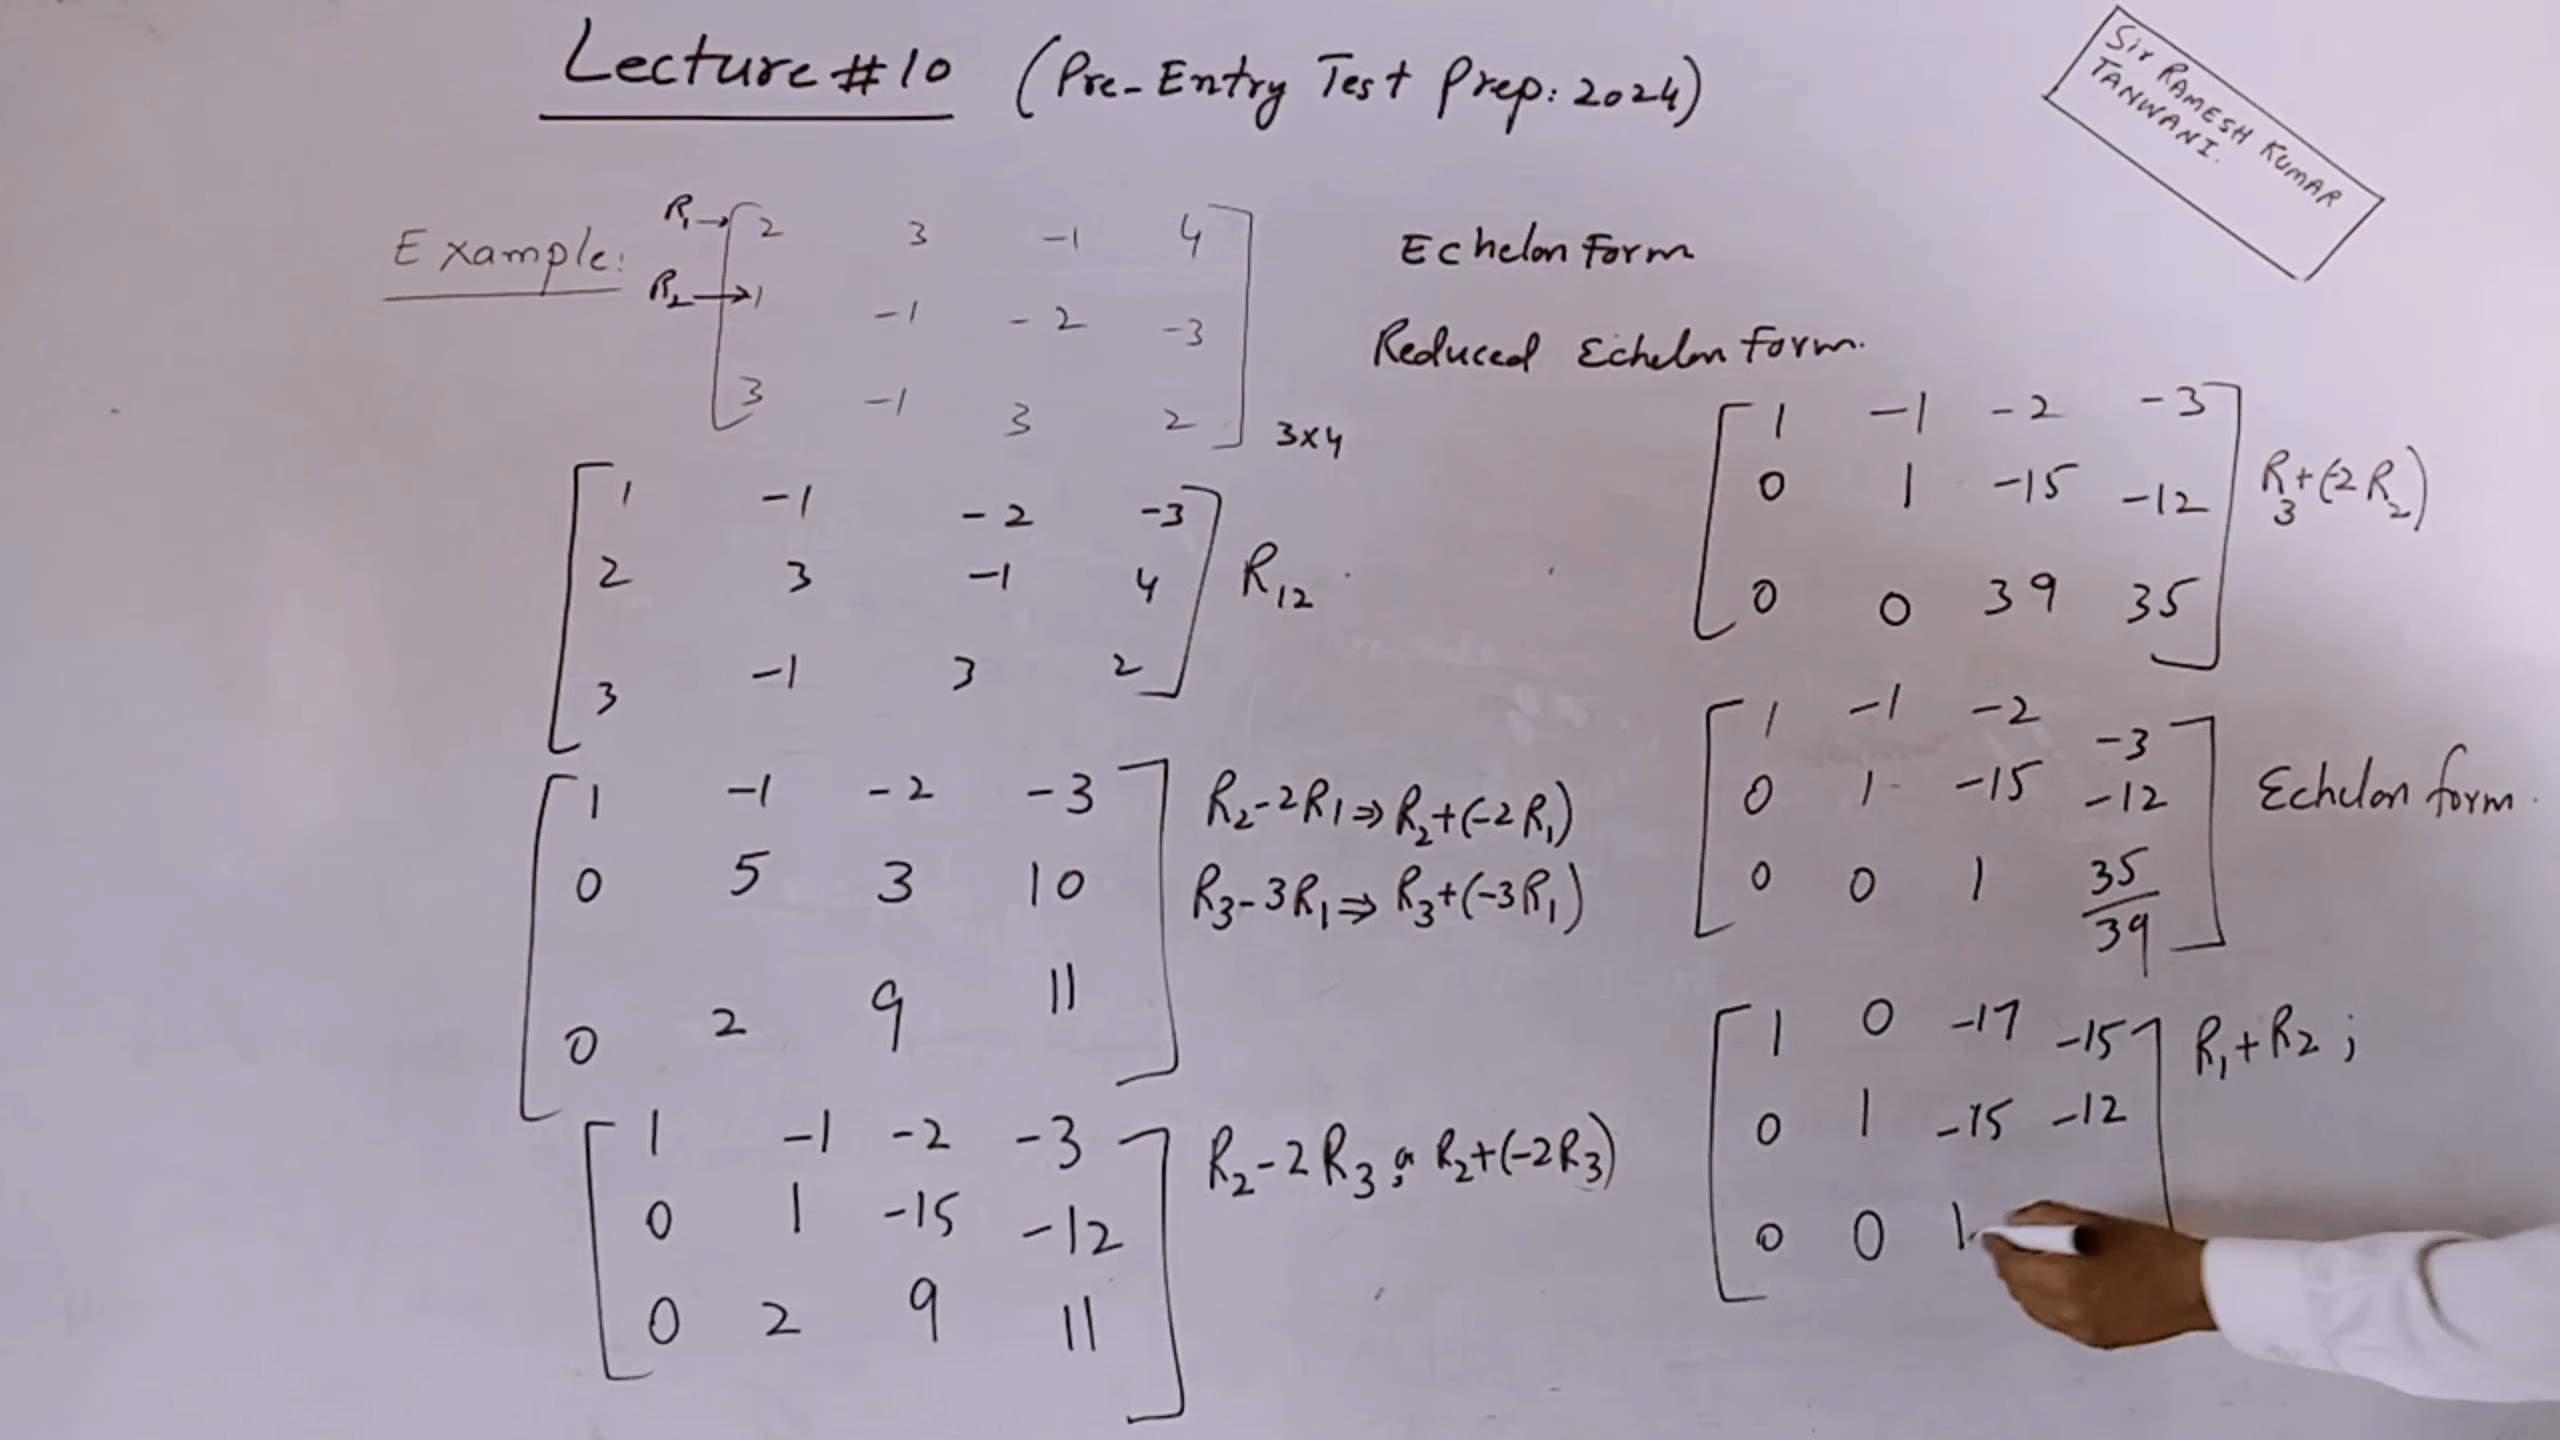 Lecture #10 (Pre-Entry Test Prep: 2024)
Sir RAMESH KUMAR
TANWANI.
Example:
R₁→ 2 3 -1 4
R₂→ 1 -1 -2 -3
3 -1 3 2
3x4
1 -1 -2 -3
2 3 -1 4
3 -1 3 2
R₁₂
1 -1 -2 -3
0 5 3 10
0 2 9 11
R₂-2R₁⇒R₂+(-2R₁)
R₃-3R₁⇒R₃+(-3R₁)
1 -1 -2 -3
0 1 -15 -12
0 2 9 11
R₂-2R₃ ; R₂+(-2R₃)
Echelon Form
Reduced Echelon form.
1 -1 -2 -3
0 1 -15 -12
0 0 39 35
R₃+(-2R₂)
1 -1 -2 -3
0 1 -15 -12
0 0 1 35/39
Echelon form.
1 0 -17 -15
0 1 -15 -12
0 0 1
R₁+R₂ ;